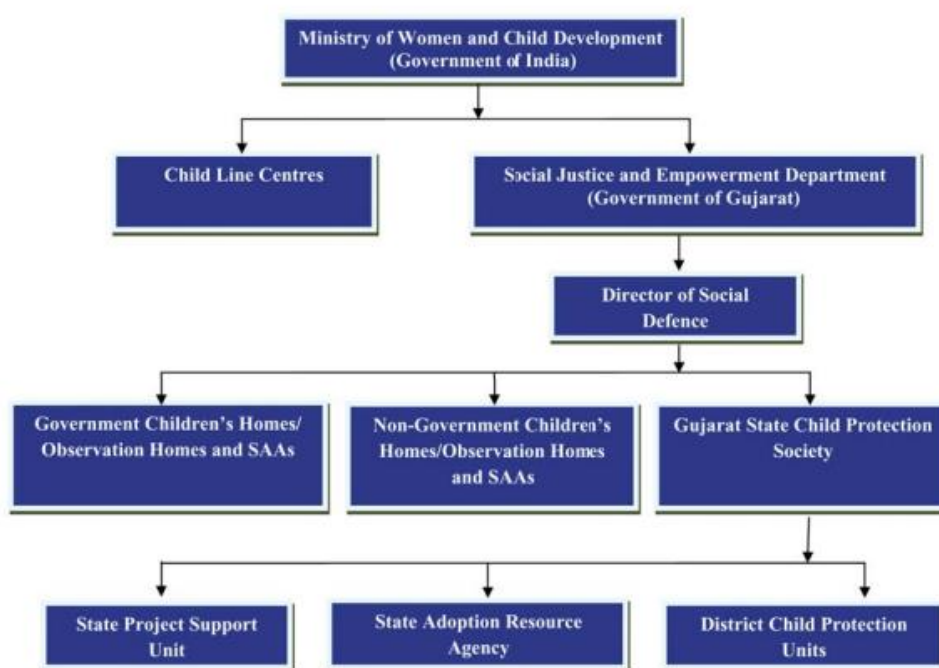 Ministry of Women and Child Development
(Government of India)
Child Line Centres
Social Justice and Empowerment Department
(Government of Gujarat)
Director of Social
Defence
Government Children's Homes/
Observation Homes and SAAs
Non-Government Children's
Homes/Observation Homes
and SAAs
Gujarat State Child Protection
Society
State Project Support
Unit
State Adoption Resource
Agency
District Child Protection
Units